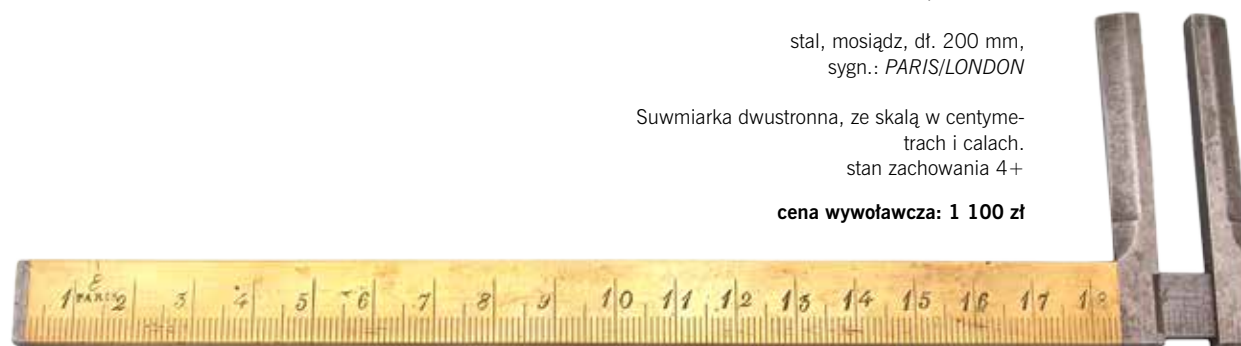 stal, mosiądz, dł. 200 mm,
sygn.: PARIS/LONDON
Suwmiarka dwustronna, ze skalą w centyme-
trach i calach.
stan zachowania 4+
cena wywoławcza: 1 100 zł
PARIS
1 2 3 4 5 6 7 8 9 10 11 12 13 14 15 16 17 18